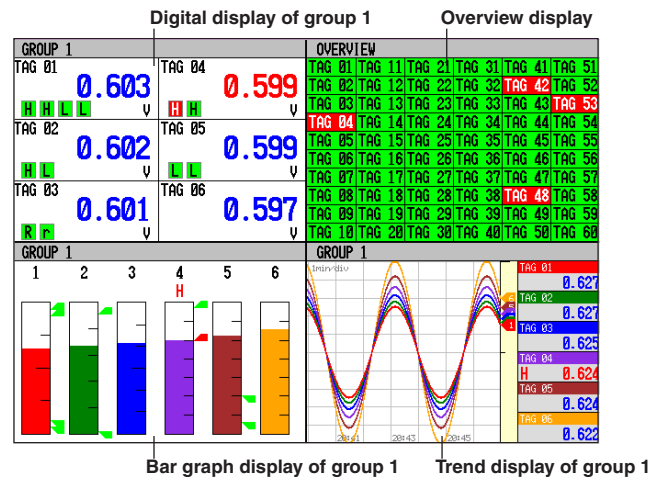 Digital display of group 1
Overview display
GROUP 1
TAG 01
0.603
H H L L
V
TAG 04
0.599
H H
V
TAG 02
0.602
H L
V
TAG 05
0.599
L L
V
TAG 03
0.601
R r
V
TAG 06
0.597
V
OVERVIEW
TAG 01 TAG 11 TAG 21 TAG 31 TAG 41 TAG 51
TAG 02 TAG 12 TAG 22 TAG 32 TAG 42 TAG 52
TAG 03 TAG 13 TAG 23 TAG 33 TAG 43 TAG 53
TAG 04 TAG 14 TAG 24 TAG 34 TAG 44 TAG 54
TAG 05 TAG 15 TAG 25 TAG 35 TAG 45 TAG 55
TAG 06 TAG 16 TAG 26 TAG 36 TAG 46 TAG 56
TAG 07 TAG 17 TAG 27 TAG 37 TAG 47 TAG 57
TAG 08 TAG 18 TAG 28 TAG 38 TAG 48 TAG 58
TAG 09 TAG 19 TAG 29 TAG 39 TAG 49 TAG 59
TAG 10 TAG 20 TAG 30 TAG 40 TAG 50 TAG 60
GROUP 1
1 2 3 4 5 6
H
GROUP 1
1min/div
20:41 20:43 20:45
6
5
1
TAG 01
0.627
TAG 02
0.627
TAG 03
0.625
TAG 04
H 0.624
TAG 05
0.624
TAG 06
0.622
Bar graph display of group 1
Trend display of group 1